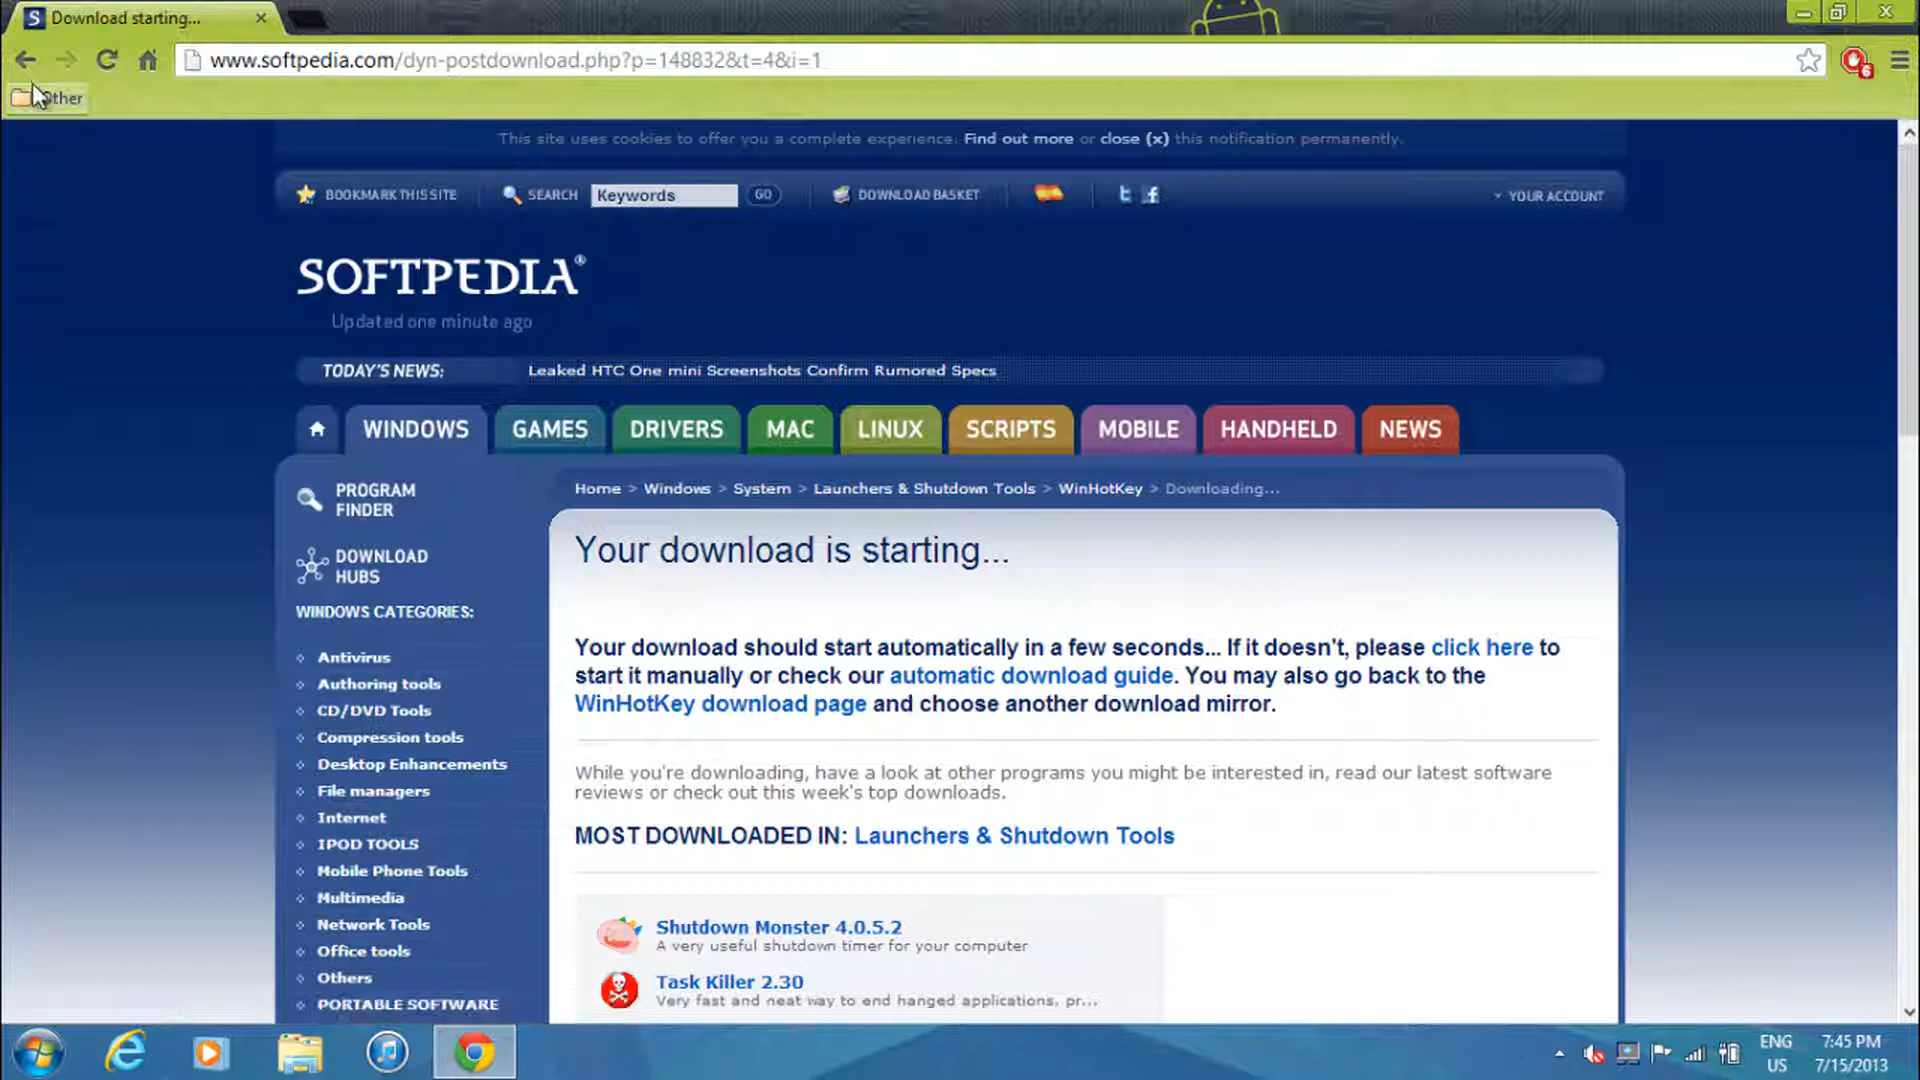 Download starting...
www.softpedia.com/dyn-postdownload.php?p=148832&t=4&i=1
6
Other
This site uses cookies to offer you a complete experience. Find out more or close (x) this notification permanently.
BOOKMARK THIS SITE
SEARCH
Keywords
GO
DOWNLOAD BASKET
YOUR ACCOUNT
SOFTPEDIA®
Updated one minute ago
TODAY'S NEWS:
Leaked HTC One mini Screenshots Confirm Rumored Specs
WINDOWS
GAMES
DRIVERS
MAC
LINUX
SCRIPTS
MOBILE
HANDHELD
NEWS
PROGRAM
FINDER
DOWNLOAD
HUBS
WINDOWS CATEGORIES:
Antivirus
Authoring tools
CD/DVD Tools
Compression tools
Desktop Enhancements
File managers
Internet
IPOD TOOLS
Mobile Phone Tools
Multimedia
Network Tools
Office tools
Others
PORTABLE SOFTWARE
Home > Windows > System > Launchers & Shutdown Tools > WinHotKey > Downloading...
Your download is starting...
Your download should start automatically in a few seconds... If it doesn't, please click here to
start it manually or check our automatic download guide. You may also go back to the
WinHotKey download page and choose another download mirror.
While you're downloading, have a look at other programs you might be interested in, read our latest software
reviews or check out this week's top downloads.
MOST DOWNLOADED IN: Launchers & Shutdown Tools
Shutdown Monster 4.0.5.2
A very useful shutdown timer for your computer
Task Killer 2.30
Very fast and neat way to end hanged applications, pr...
ENG
US
7:45 PM
7/15/2013